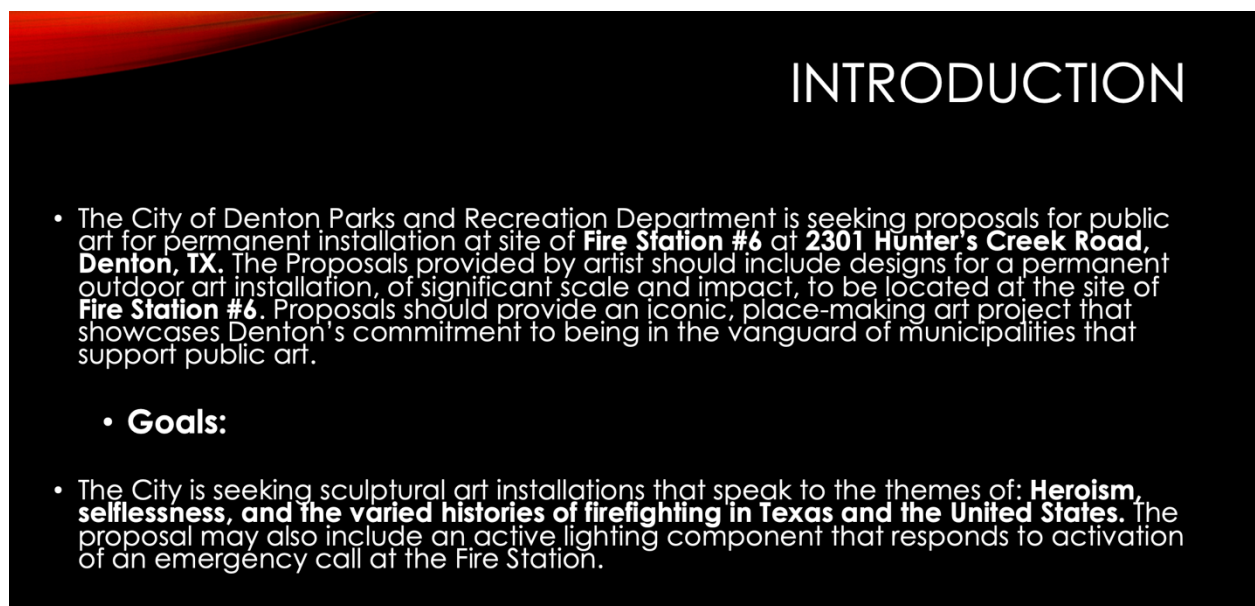 INTRODUCTION
• The City of Denton Parks and Recreation Department is seeking proposals for public
art for permanent installation at site of Fire Station #6 at 2301 Hunter's Creek Road,
Denton, TX. The Proposals provided by artist should include designs for a permanent
outdoor art installation, of significant scale and impact, to be located at the site of
Fire Station #6. Proposals should provide an iconic, place-making art project that
showcases Denton's commitment to being in the vanguard of municipalities that
support public art.
• Goals:
• The City is seeking sculptural art installations that speak to the themes of: Heroism,
selflessness, and the varied histories of firefighting in Texas and the United States. The
proposal may also include an active lighting component that responds to activation
of an emergency call at the Fire Station.